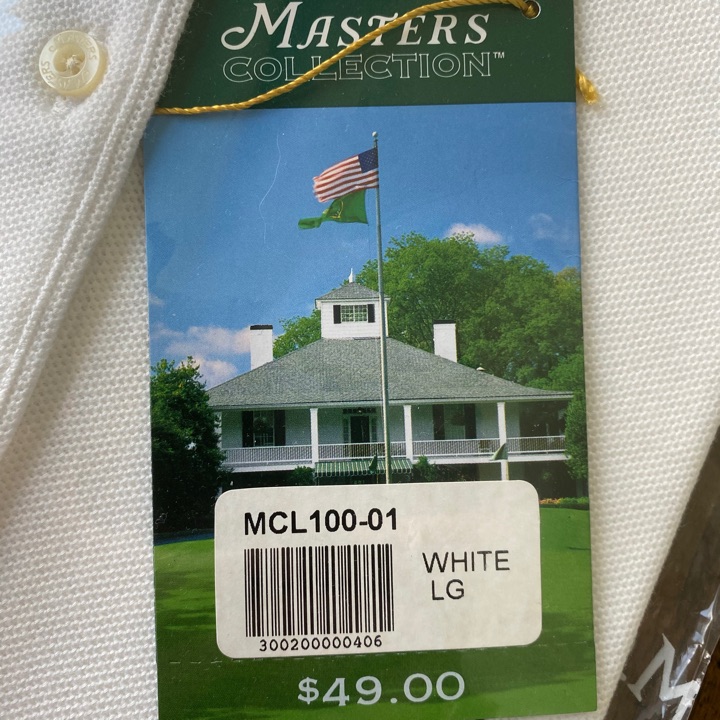 MASTERS
COLLECTION™
MCL100-01
WHITE
LG
300200000406
$49.00
M